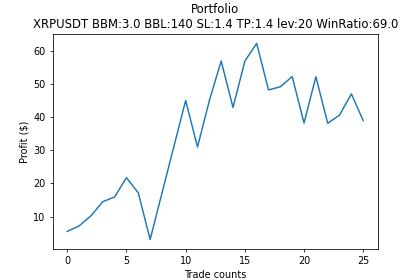 Portfolio
XRPUSDT BBM:3.0 BBL:140 SL:1.4 TP:1.4 lev:20 WinRatio:69.0
60
50
40
30
20
10
Profit ($)
0 5 10 15 20 25
Trade counts